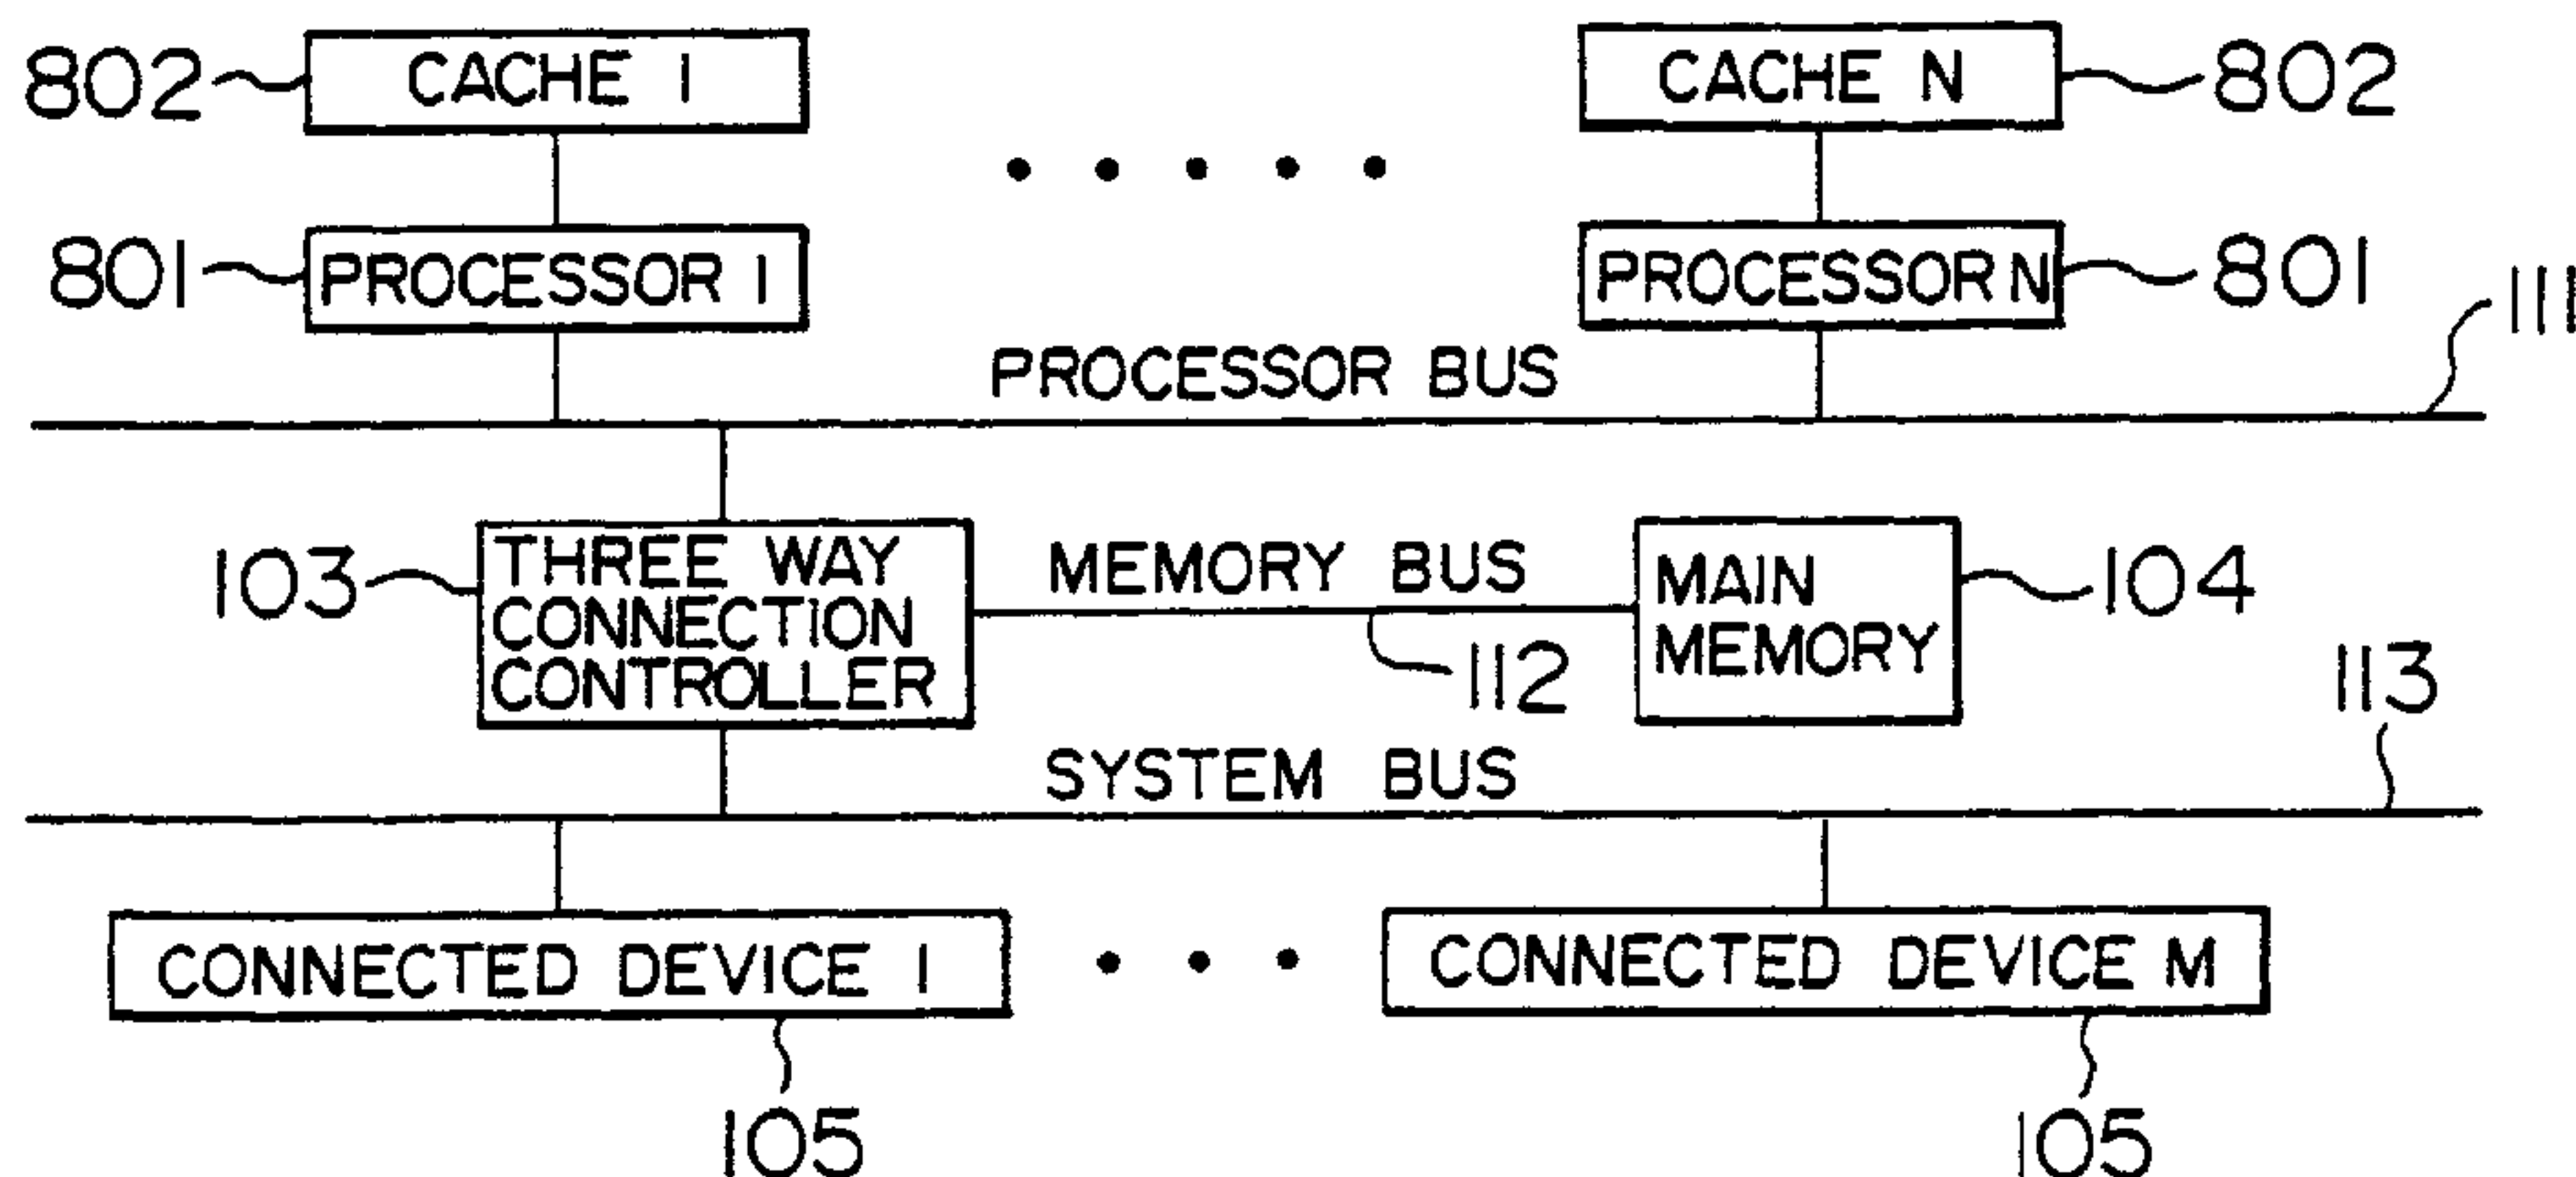 802 CACHE 1 CACHE N 802
801 PROCESSOR 1 PROCESSOR N 801
111
PROCESSOR BUS
103 THREE WAY CONNECTION CONTROLLER
MEMORY BUS
112
MAIN MEMORY
104
113
SYSTEM BUS
CONNECTED DEVICE 1 CONNECTED DEVICE M
105 105